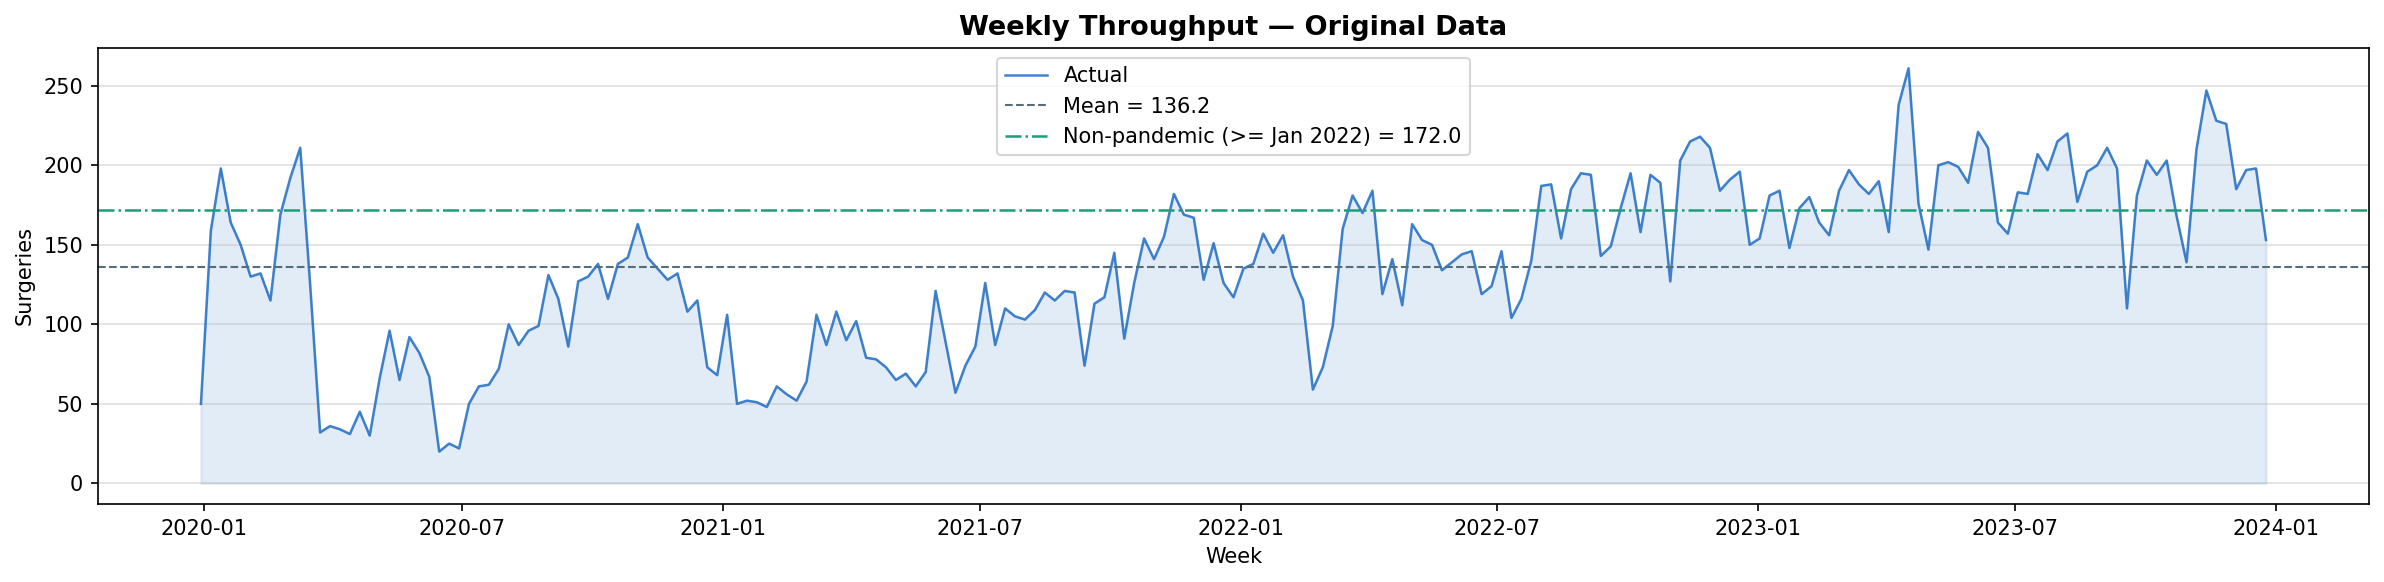 Weekly Throughput — Original Data
Actual
Mean = 136.2
Non-pandemic (>= Jan 2022) = 172.0
Surgeries
250
200
150
100
50
0
2020-01 2020-07 2021-01 2021-07 2022-01 2022-07 2023-01 2023-07 2024-01
Week